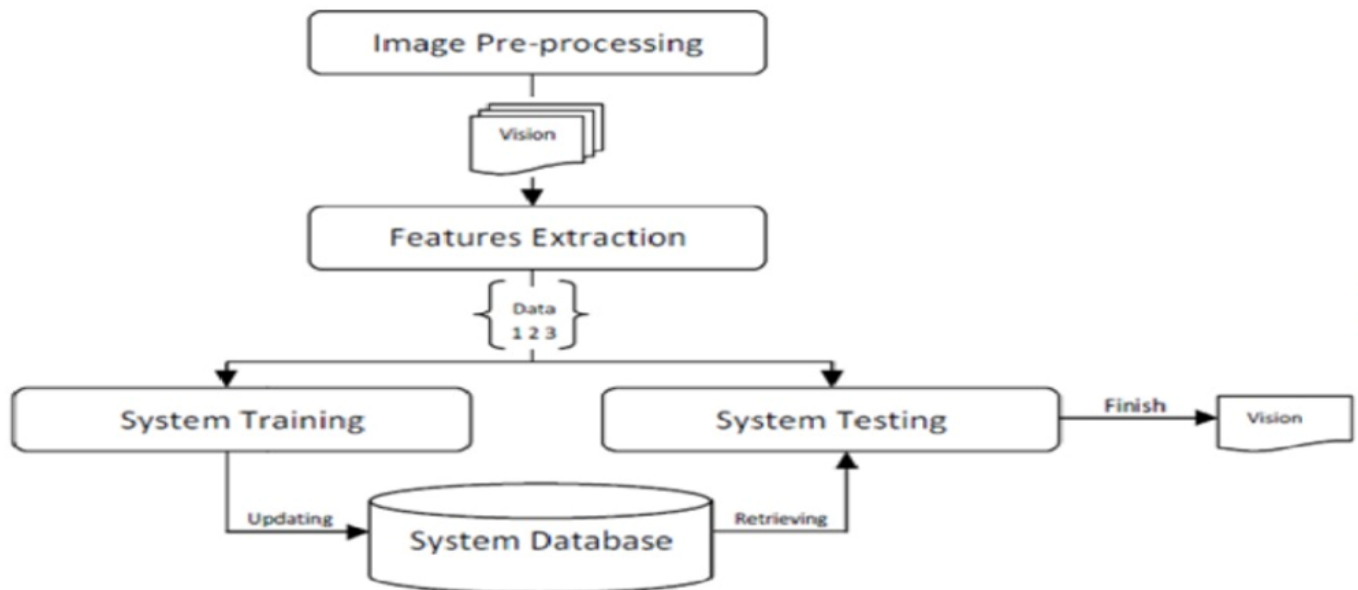 Image Pre-processing
Vision
Features Extraction
Data
1 2 3
System Training
System Testing
Finish
Vision
Updating
System Database
Retrieving